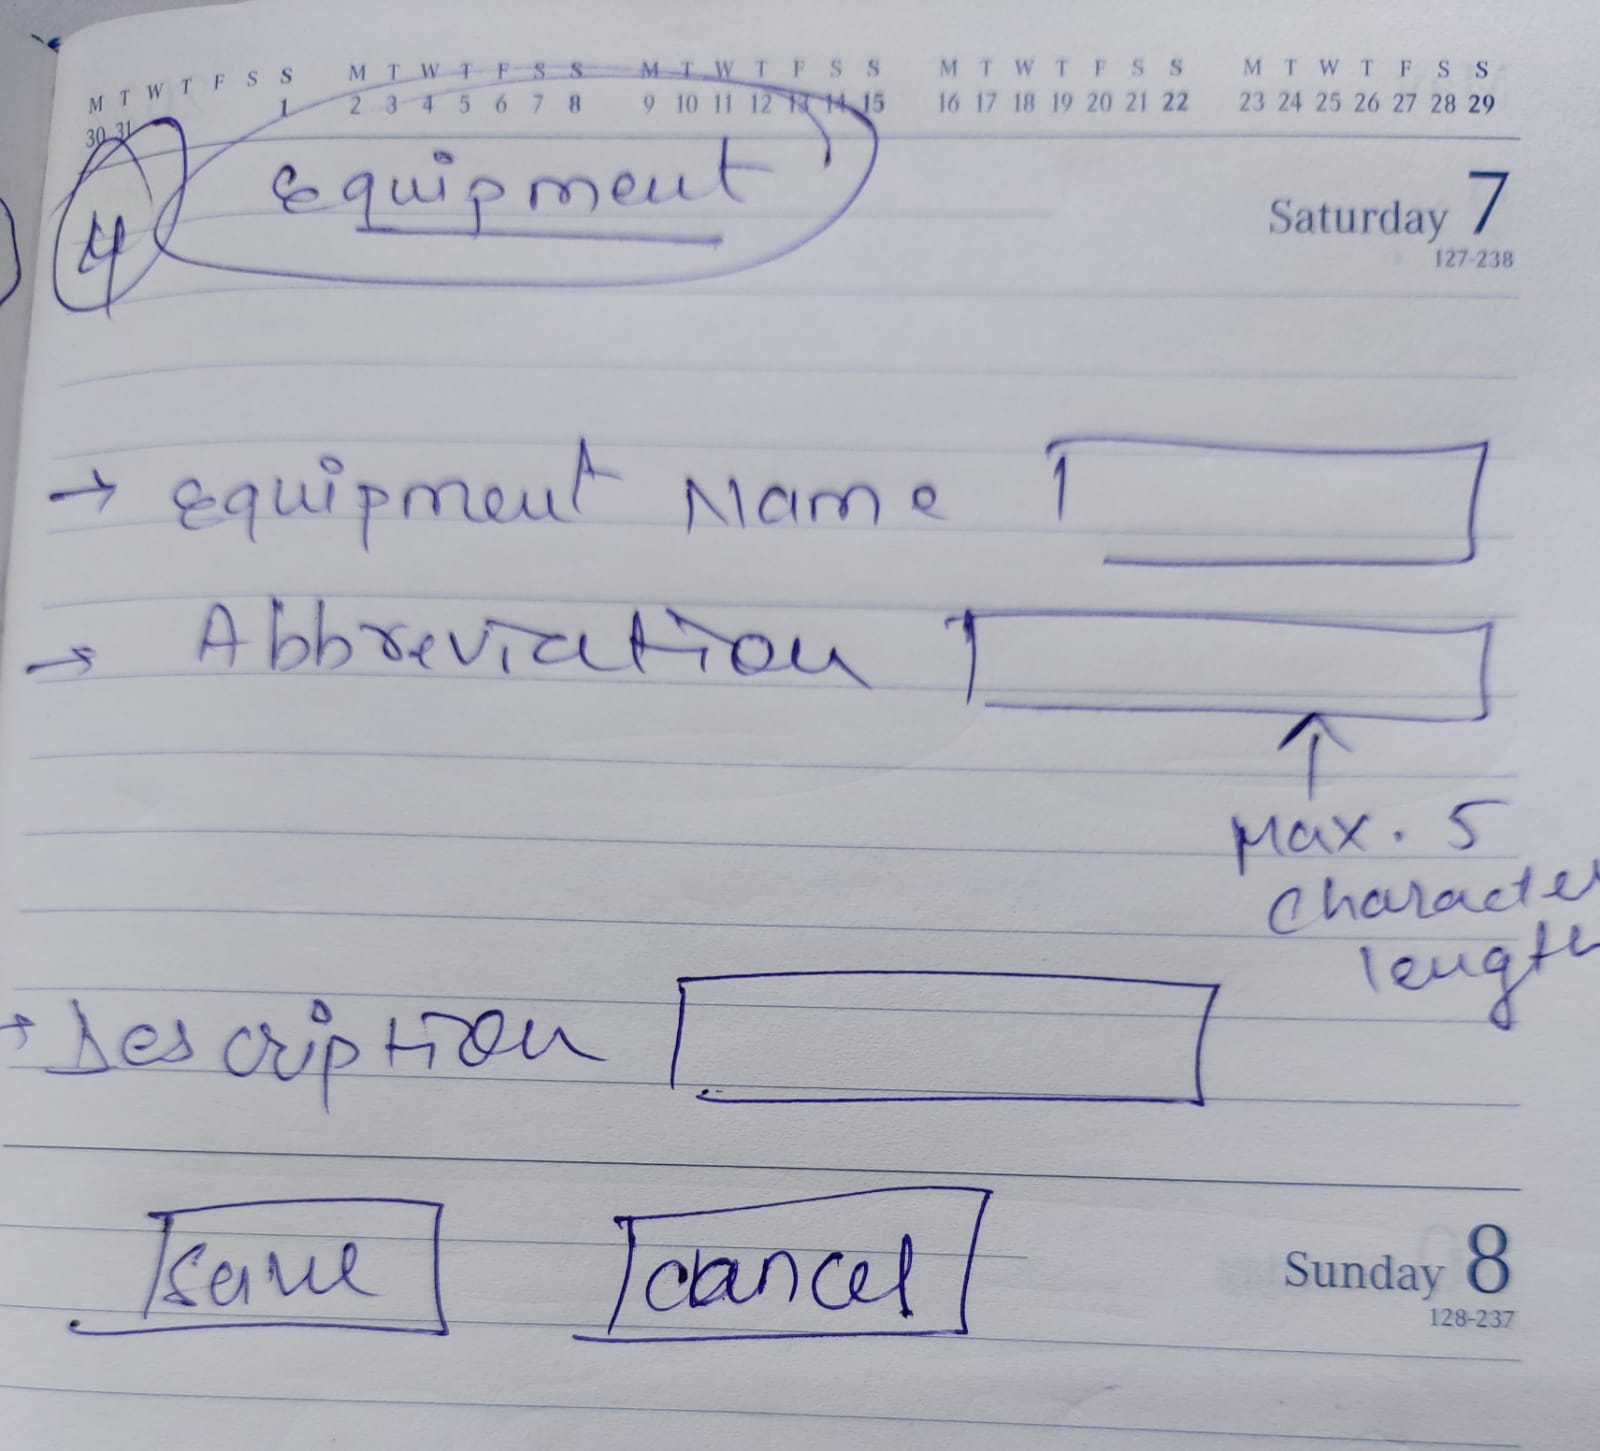 M T W T F S S M T W T F S S M T W T F S S M T W T F S S M T W T F S S
1 2 3 4 5 6 7 8 9 10 11 12 13 14 15 16 17 18 19 20 21 22 23 24 25 26 27 28 29
30 31
4 Equipment
Saturday 7
127-238
→ Equipment Name
→ Abbreviation
↑
Max. 5
character
length
→ Description
Save cancel
Sunday 8
128-237